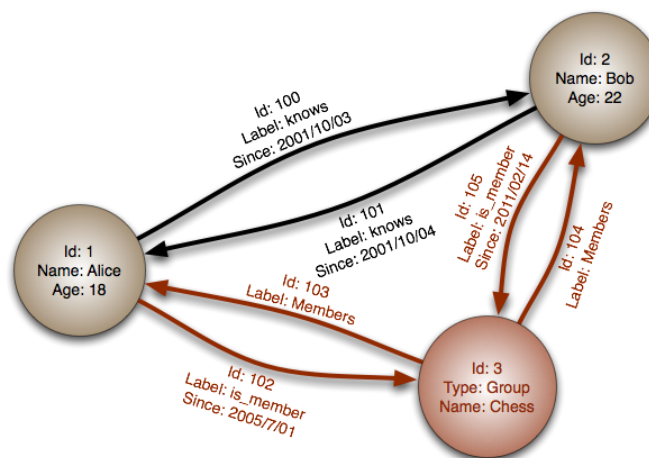 Id: 2
Name: Bob
Age: 22
Id: 100
Label: knows
Since: 2001/10/03
Id: 101
Label: knows
Since: 2001/10/04
Id: 105
Label: is_member
Since: 2011/02/14
Id: 104
Label: Members
Id: 1
Name: Alice
Age: 18
Id: 103
Label: Members
Id: 102
Label: is_member
Since: 2005/7/01
Id: 3
Type: Group
Name: Chess